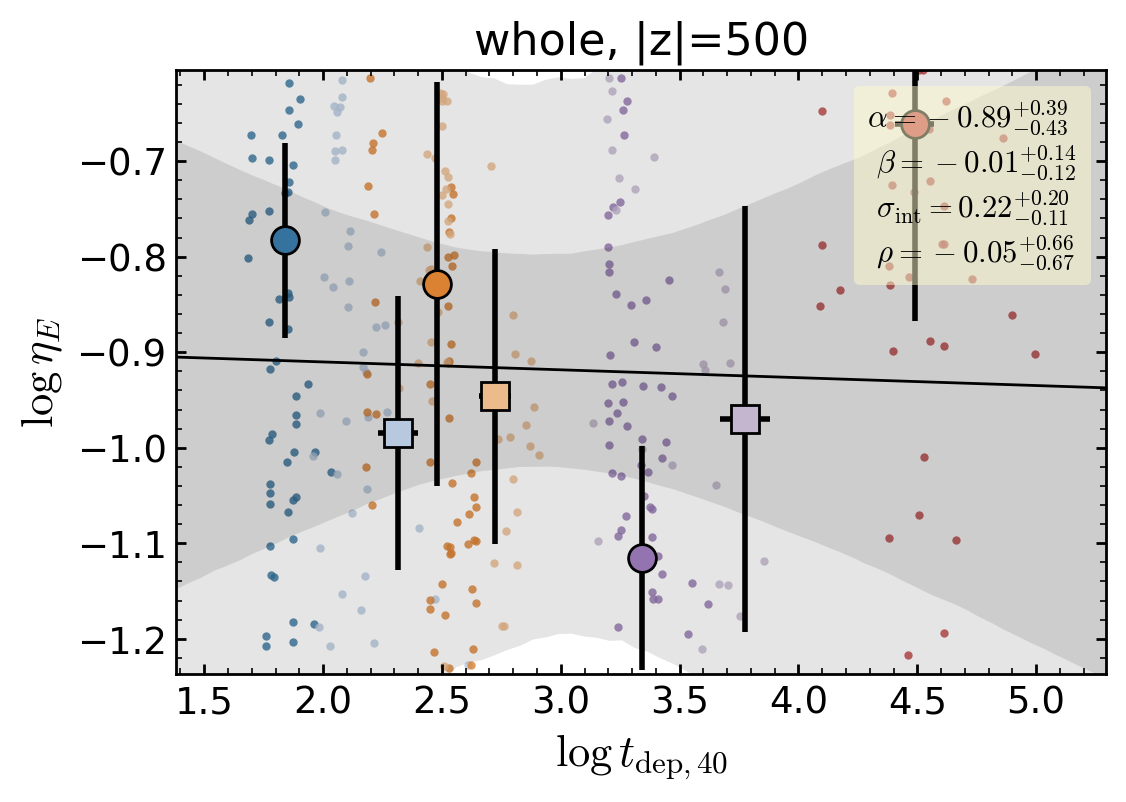 whole, |z|=500
α = −0.89 +0.39 −0.43
β = −0.01 +0.14 −0.12
σint = 0.22 +0.20 −0.11
ρ = −0.05 +0.66 −0.67
log ηE
−0.7
−0.8
−0.9
−1.0
−1.1
−1.2
1.5 2.0 2.5 3.0 3.5 4.0 4.5 5.0
log tdep, 40